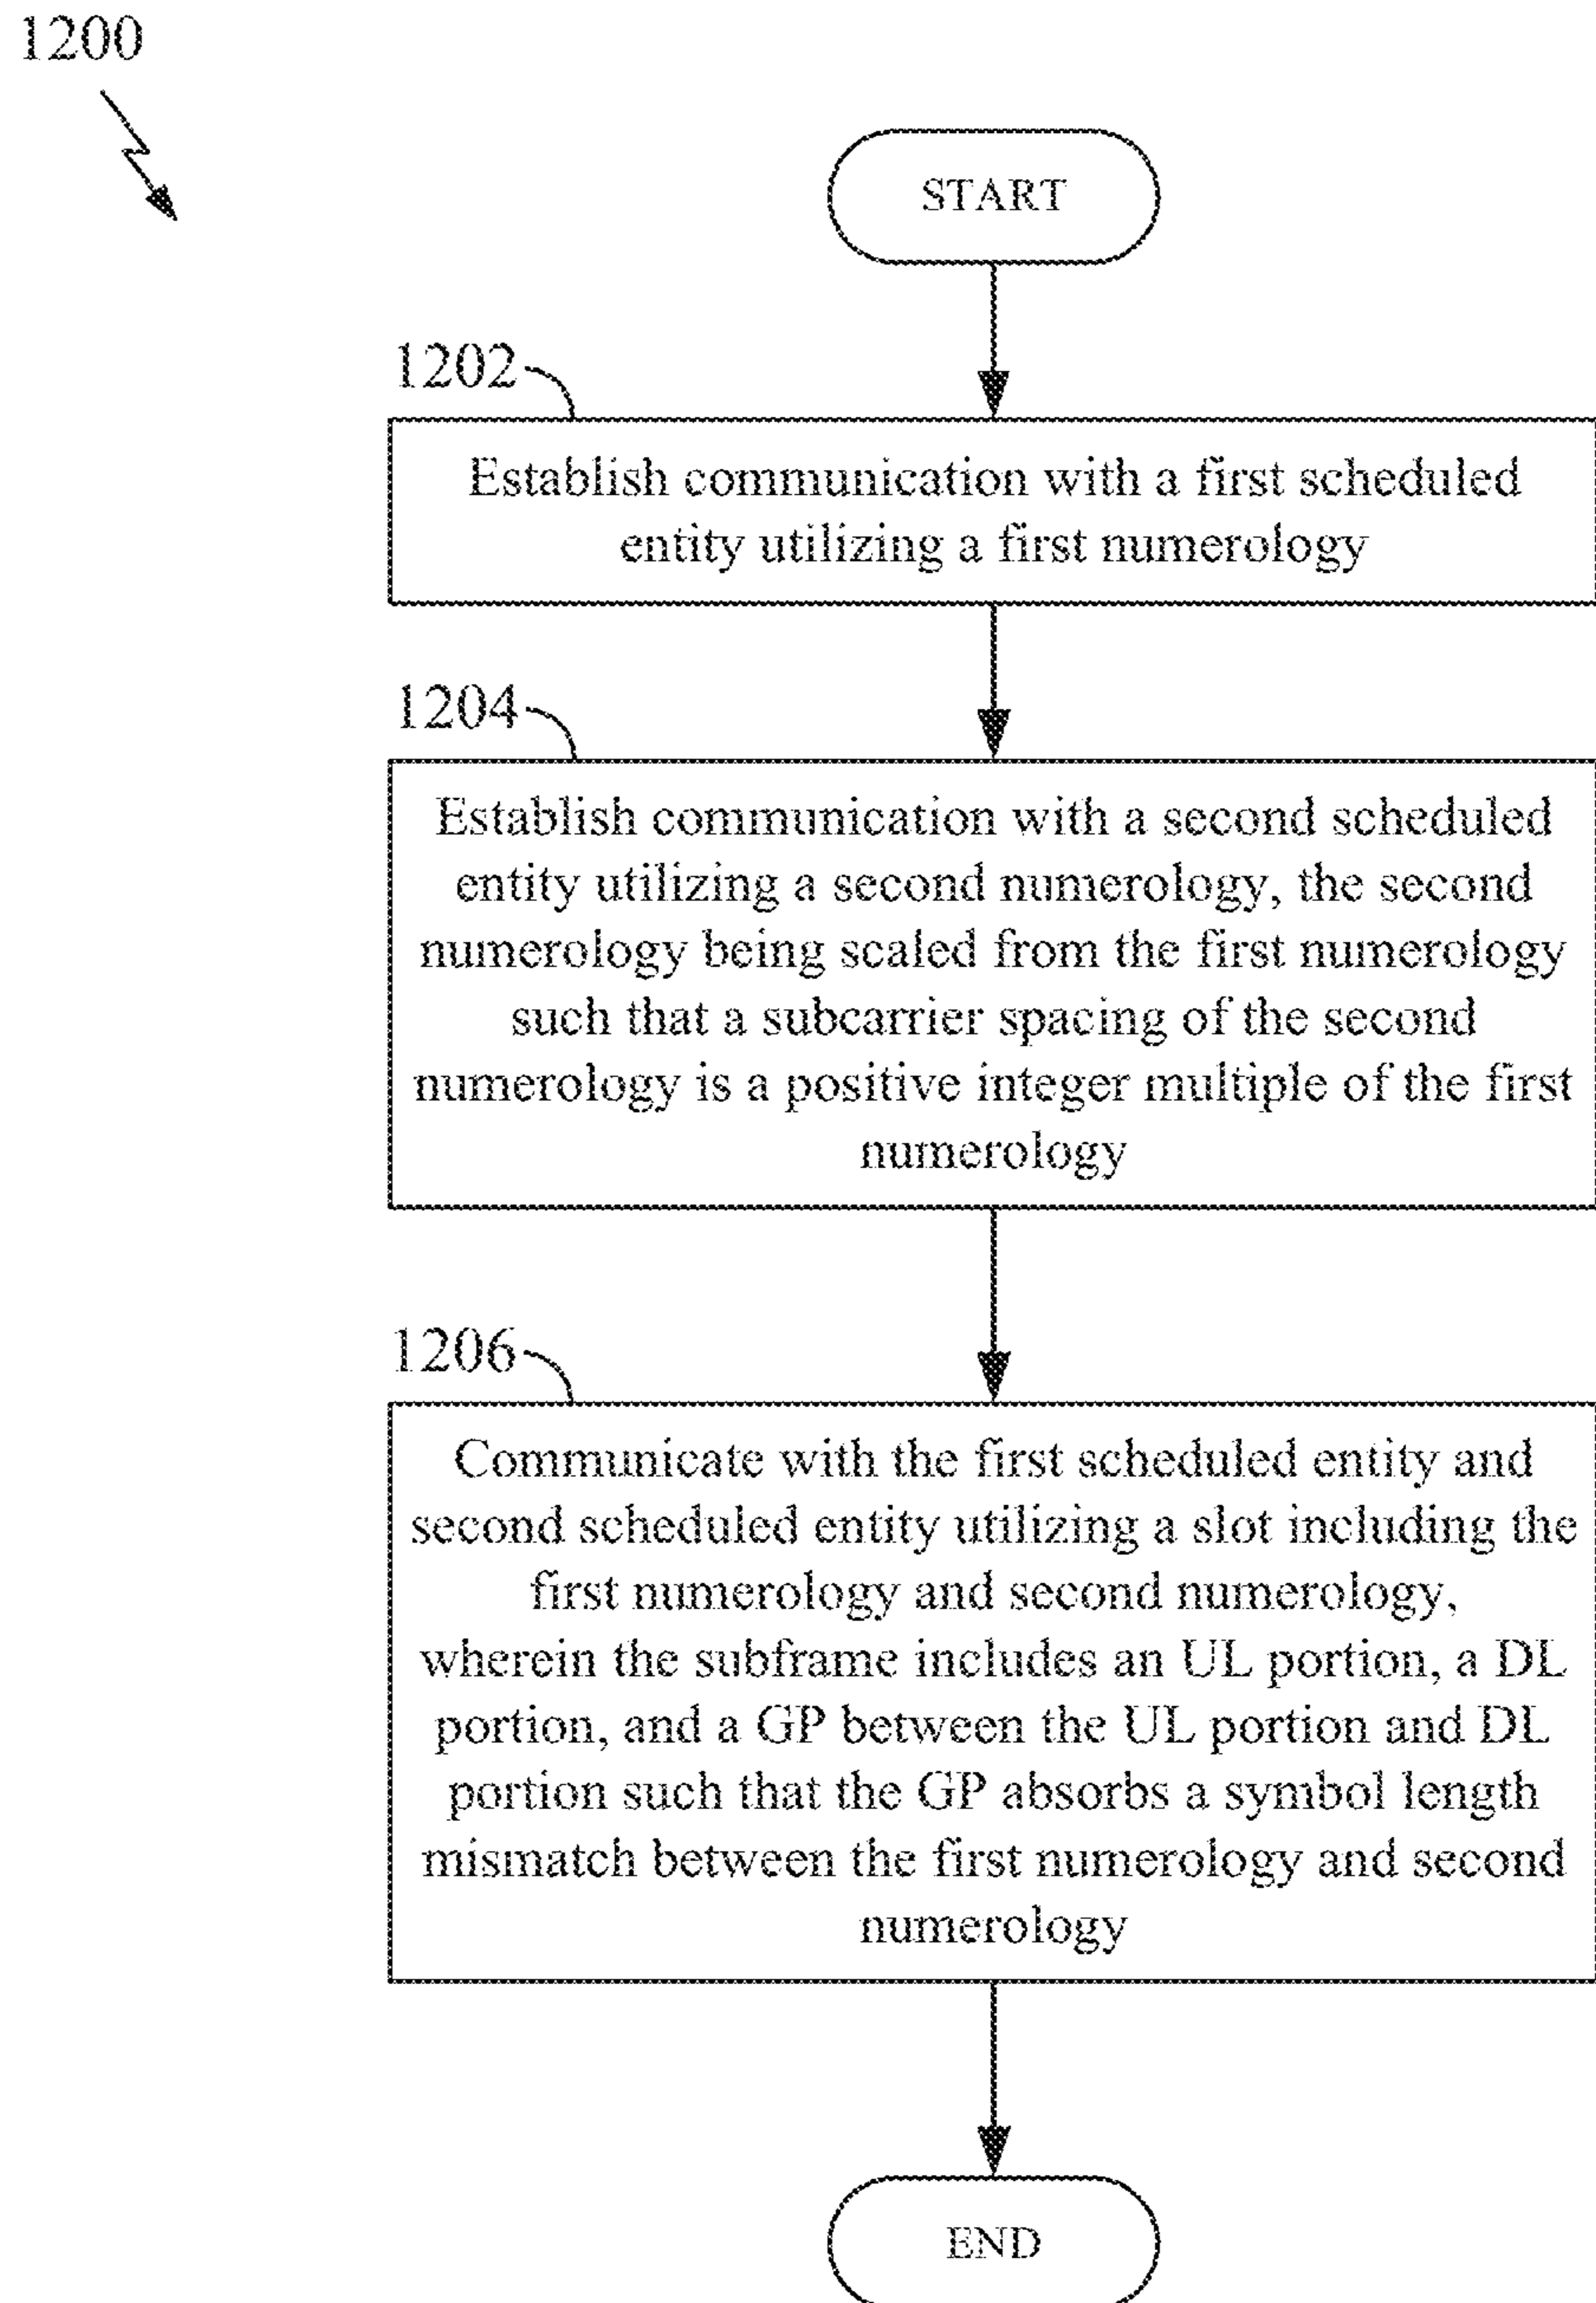 1200
START
1202
Establish communication with a first scheduled
entity utilizing a first numerology
1204
Establish communication with a second scheduled
entity utilizing a second numerology, the second
numerology being scaled from the first numerology
such that a subcarrier spacing of the second
numerology is a positive integer multiple of the first
numerology
1206
Communicate with the first scheduled entity and
second scheduled entity utilizing a slot including the
first numerology and second numerology,
wherein the subframe includes an UL portion, a DL
portion, and a GP between the UL portion and DL
portion such that the GP absorbs a symbol length
mismatch between the first numerology and second
numerology
END